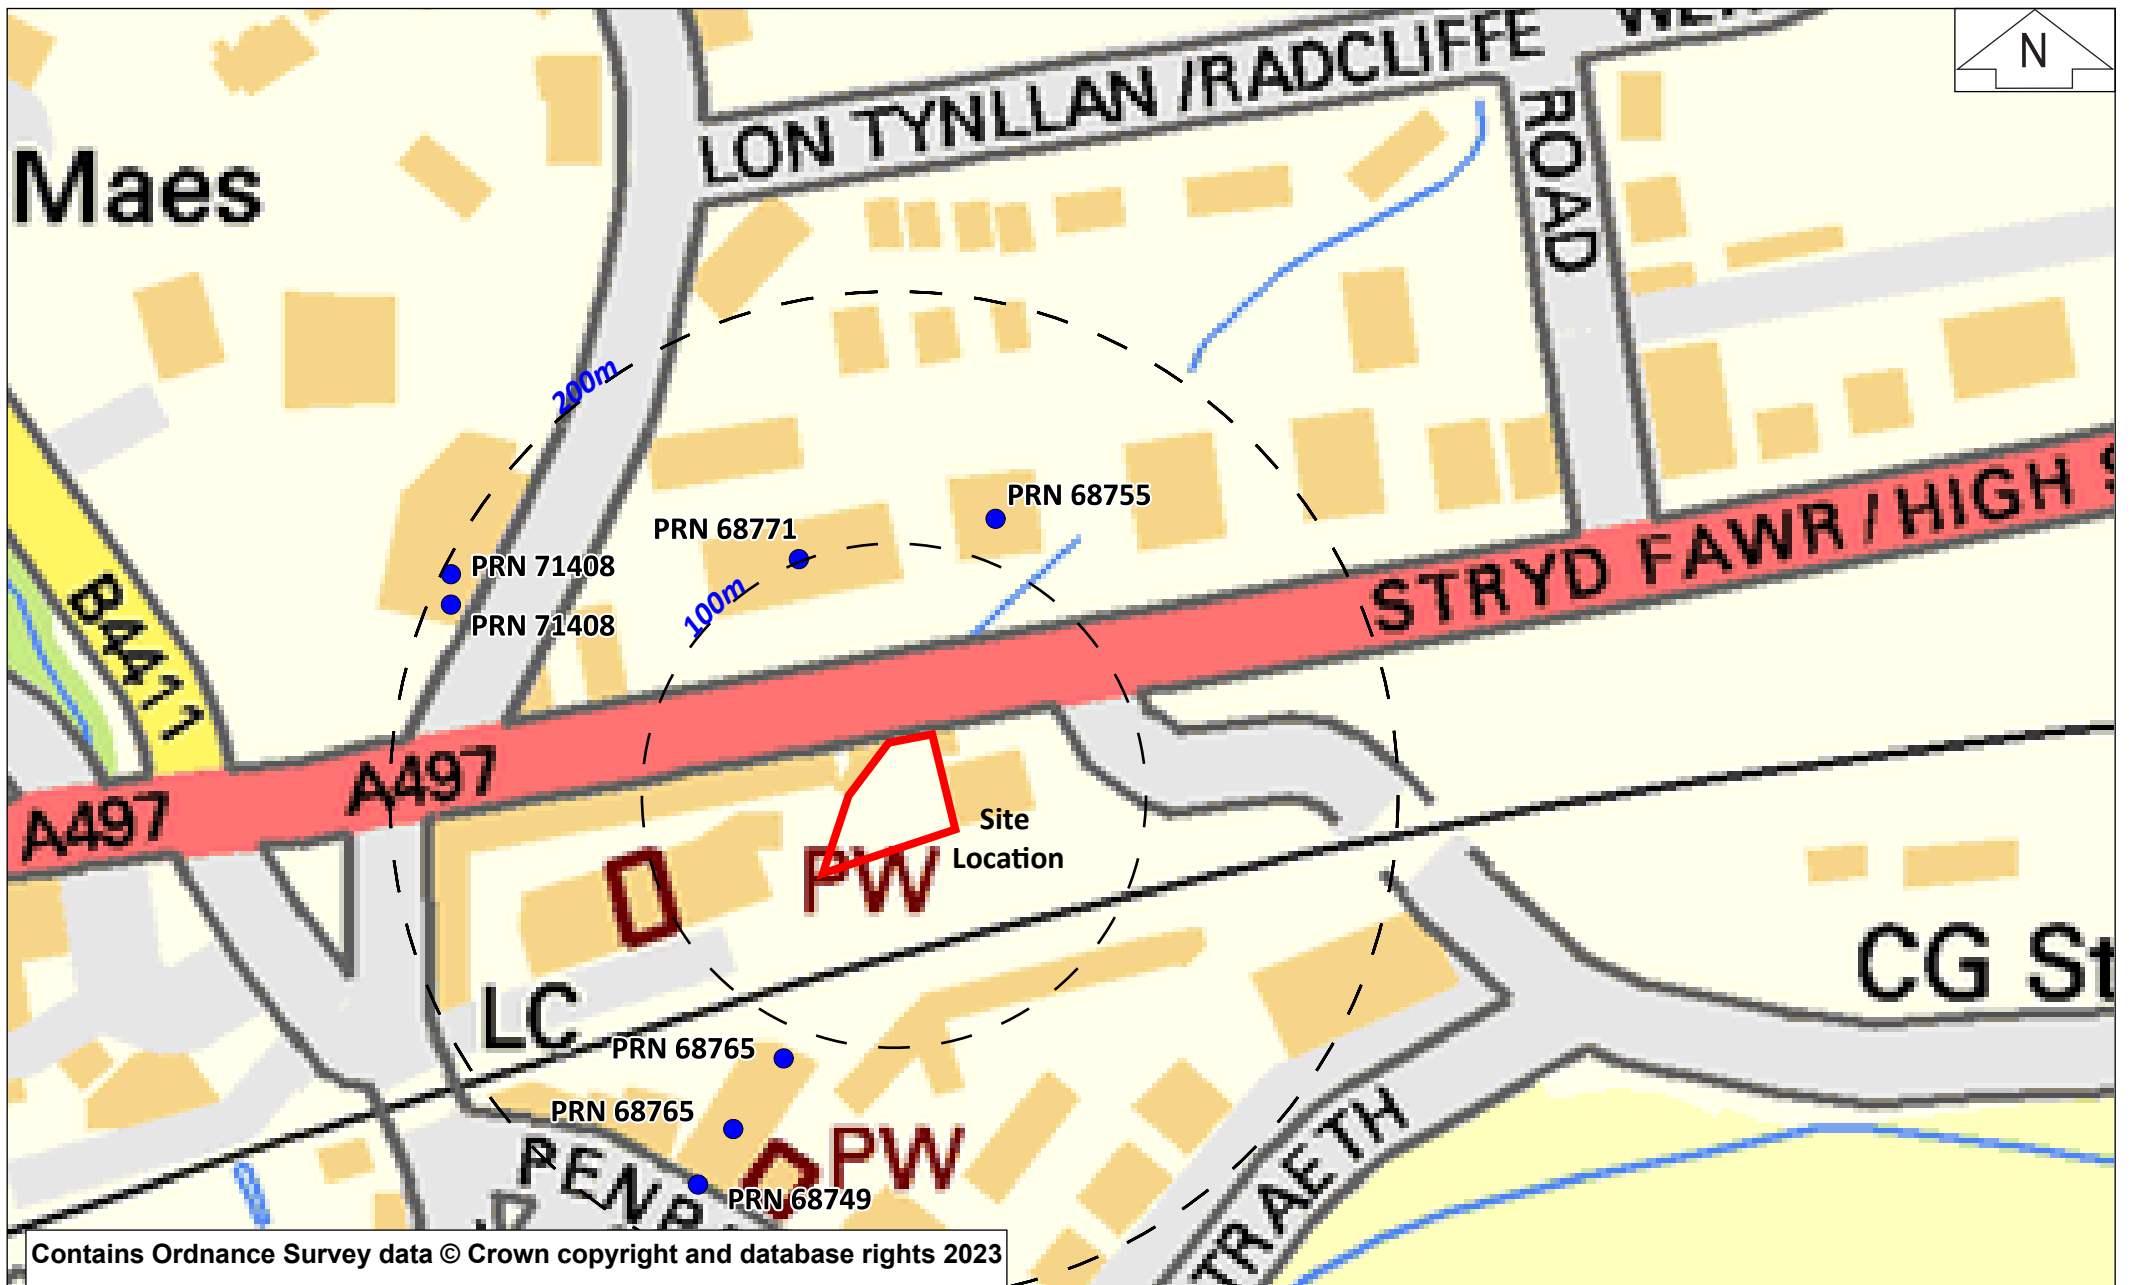 N
LON TYNLLAN / RADCLIFFE
ROAD
Maes
200m
PRN 68755
PRN 68771
STRYD FAWR / HIGH
PRN 71408
100m
PRN 71408
B4411
A497
A497
Site
Location
PW
CG St
LC
PRN 68765
PRN 68765
PW
PRN 68749
TRAETH
Contains Ordnance Survey data © Crown copyright and database rights 2023